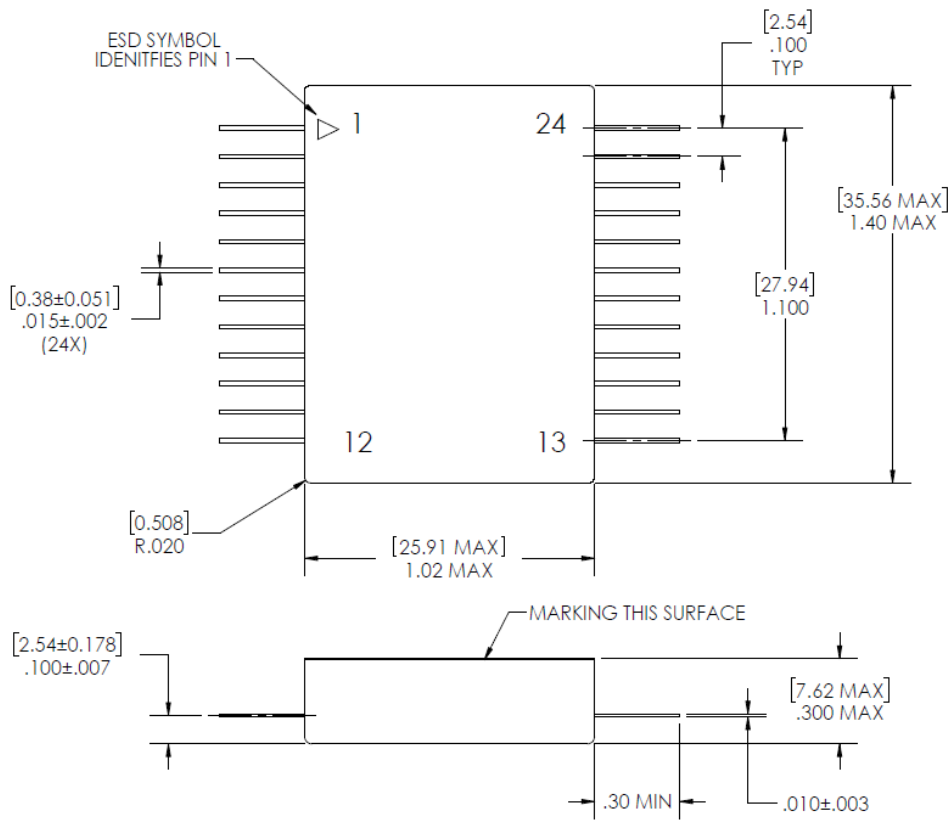 ESD SYMBOL
IDENITFIES PIN 1
[2.54]
.100
TYP
1
24
[35.56 MAX]
1.40 MAX
[0.38±0.051]
.015±.002
(24X)
[27.94]
1.100
12
13
[0.508]
R.020
[25.91 MAX]
1.02 MAX
MARKING THIS SURFACE
[2.54±0.178]
.100±.007
[7.62 MAX]
.300 MAX
.30 MIN
.010±.003